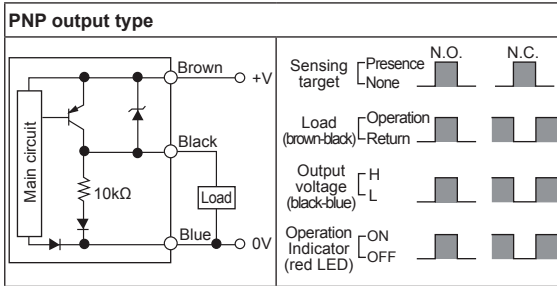 PNP output type
Main circuit
10kΩ
Brown
+V
Black
Load
Blue
0V
N.O.
N.C.
Sensing
target
Presence
None
Load
(brown-black)
Operation
Return
Output
voltage
(black-blue)
H
L
Operation
Indicator
(red LED)
ON
OFF